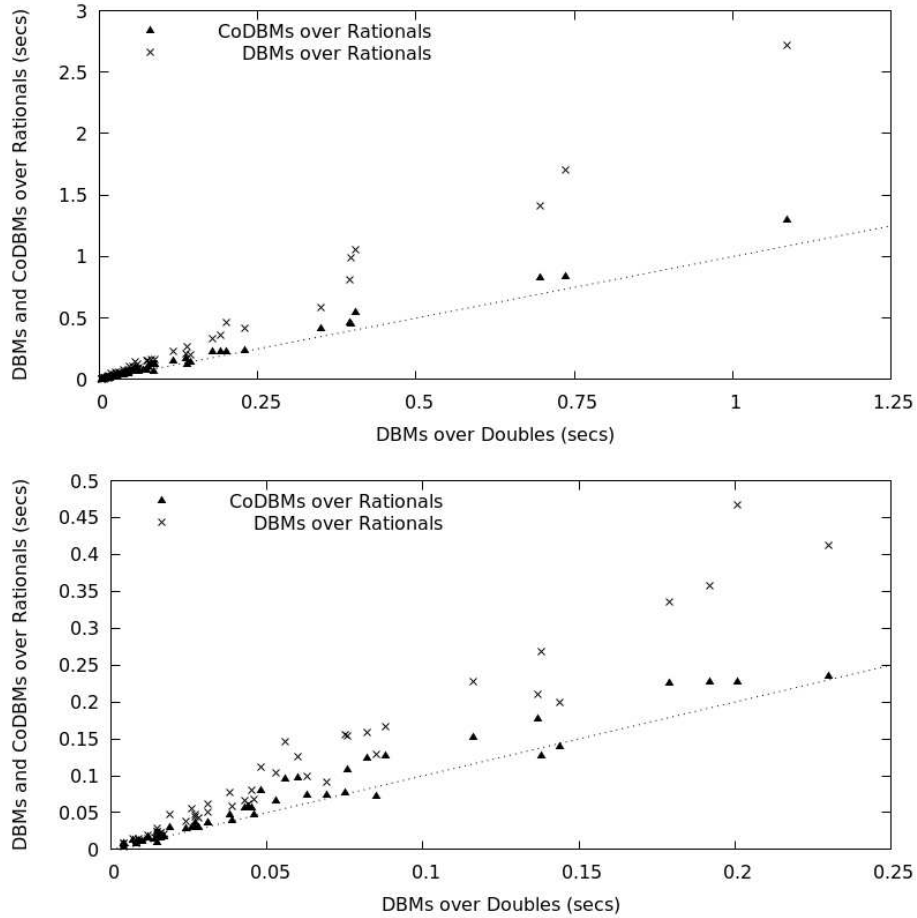 3
2.5
2
1.5
1
0.5
0
DBMs and CoDBMs over Rationals (secs)
CoDBMs over Rationals
DBMs over Rationals
0 0.25 0.5 0.75 1 1.25
DBMs over Doubles (secs)
0.5
0.45
0.4
0.35
0.3
0.25
0.2
0.15
0.1
0.05
0
DBMs and CoDBMs over Rationals (secs)
CoDBMs over Rationals
DBMs over Rationals
0 0.05 0.1 0.15 0.2 0.25
DBMs over Doubles (secs)